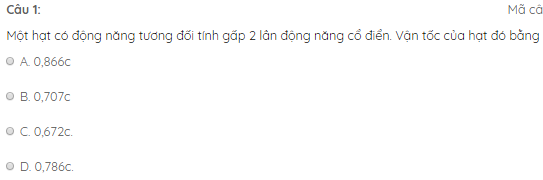 Câu 1: Mã câ
Một hạt có động năng tương đối tính gấp 2 lân động năng cổ điển. Vận tốc của hạt đó bằng
A. 0,866c
B. 0,707c
C. 0,672c.
D. 0,786c.